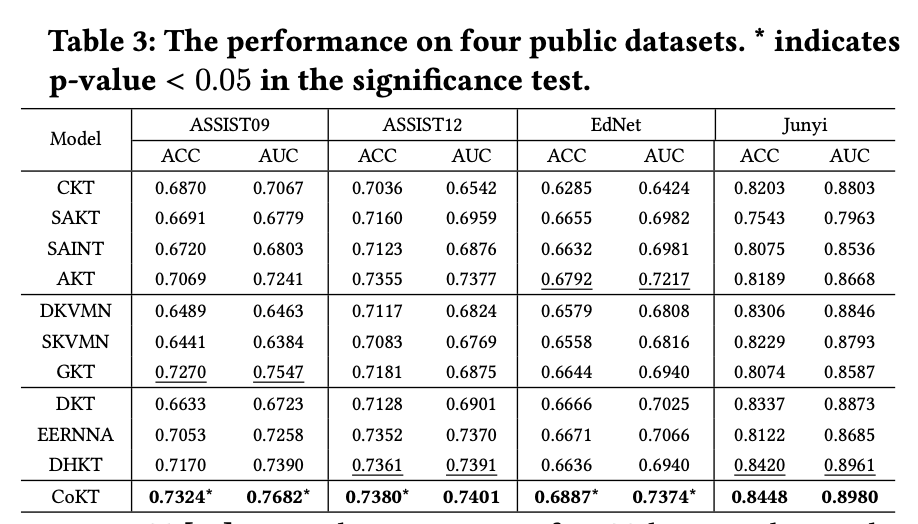 Table 3: The performance on four public datasets. * indicates
p-value < 0.05 in the significance test.
Model ASSIST09 ASSIST12 EdNet Junyi
ACC AUC ACC AUC ACC AUC ACC AUC
CKT 0.6870 0.7067 0.7036 0.6542 0.6285 0.6424 0.8203 0.8803
SAKT 0.6691 0.6779 0.7160 0.6959 0.6655 0.6982 0.7543 0.7963
SAINT 0.6720 0.6803 0.7123 0.6876 0.6632 0.6981 0.8075 0.8536
AKT 0.7069 0.7241 0.7355 0.7377 0.6792 0.7217 0.8189 0.8668
DKVMN 0.6489 0.6463 0.7117 0.6824 0.6579 0.6808 0.8306 0.8846
SKVMN 0.6441 0.6384 0.7083 0.6769 0.6558 0.6816 0.8229 0.8793
GKT 0.7270 0.7547 0.7181 0.6875 0.6644 0.6940 0.8074 0.8587
DKT 0.6633 0.6723 0.7128 0.6901 0.6666 0.7025 0.8337 0.8873
EERNNA 0.7053 0.7258 0.7352 0.7370 0.6671 0.7066 0.8122 0.8685
DHKT 0.7170 0.7390 0.7361 0.7391 0.6636 0.6940 0.8420 0.8961
CoKT 0.7324* 0.7682* 0.7380* 0.7401 0.6887* 0.7374* 0.8448 0.8980